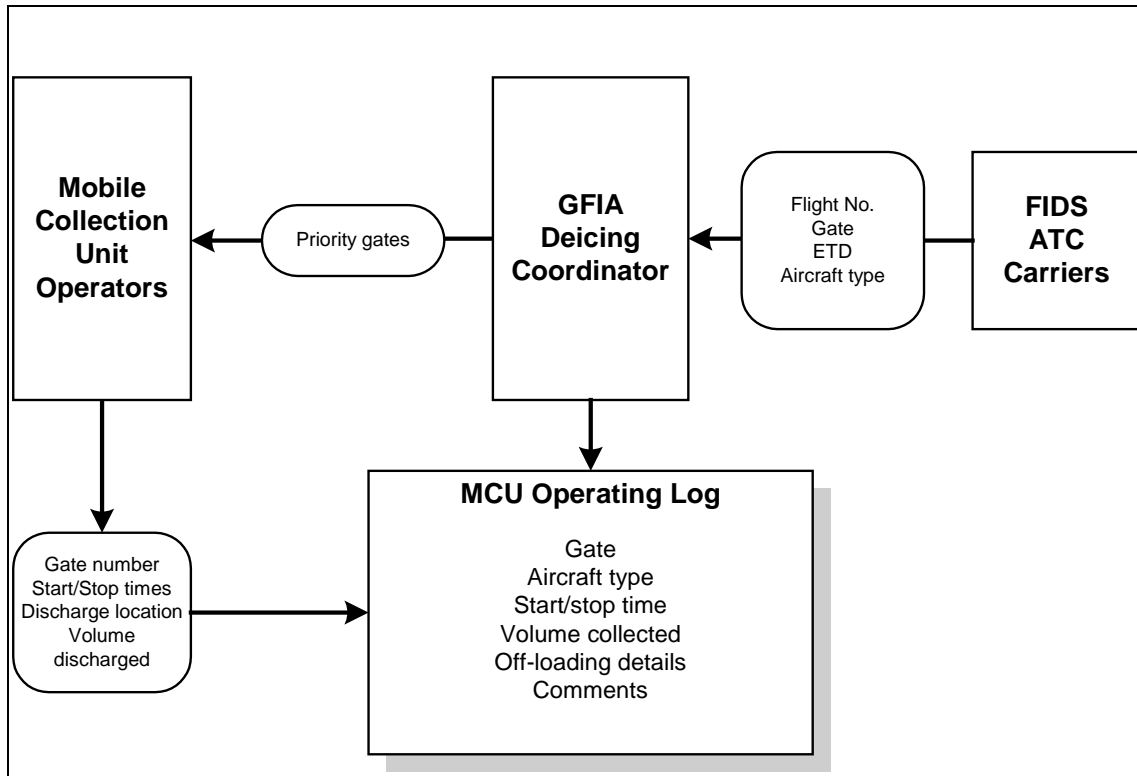 Mobile
Collection
Unit
Operators
Priority gates
GFIA
Deicing
Coordinator
Flight No.
Gate
ETD
Aircraft type
FIDS
ATC
Carriers
Gate number
Start/Stop times
Discharge location
Volume
discharged
MCU Operating Log
Gate
Aircraft type
Start/stop time
Volume collected
Off-loading details
Comments